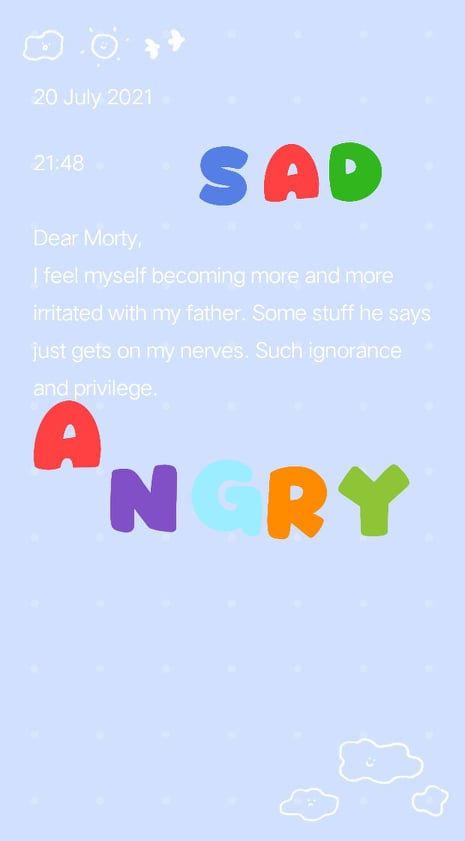 20 July 2021
21:48
SAD
Dear Morty,
I feel myself becoming more and more
irritated with my father. Some stuff he says
just gets on my nerves. Such ignorance
and privilege.
ANGRY